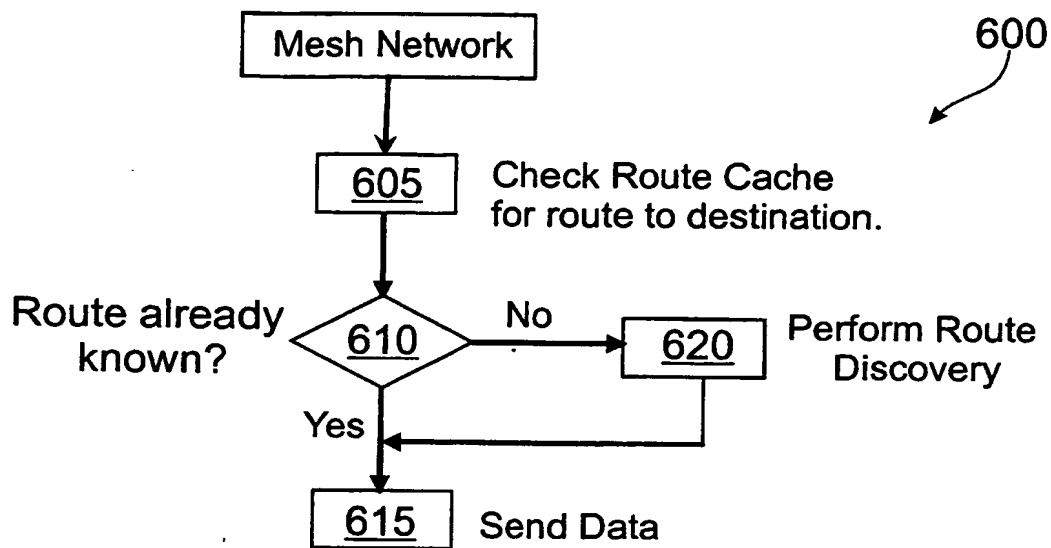 Mesh Network
600
605
Check Route Cache
for route to destination.
Route already
known?
610
No
620
Perform Route
Discovery
Yes
615
Send Data